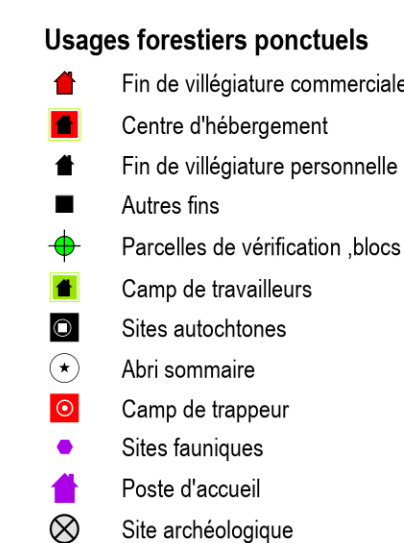 Usages forestiers ponctuels
Fin de villégiature commerciale
Centre d'hébergement
Fin de villégiature personnelle
Autres fins
Parcelles de vérification ,blocs
Camp de travailleurs
Sites autochtones
Abri sommaire
Camp de trappeur
Sites fauniques
Poste d'accueil
Site archéologique